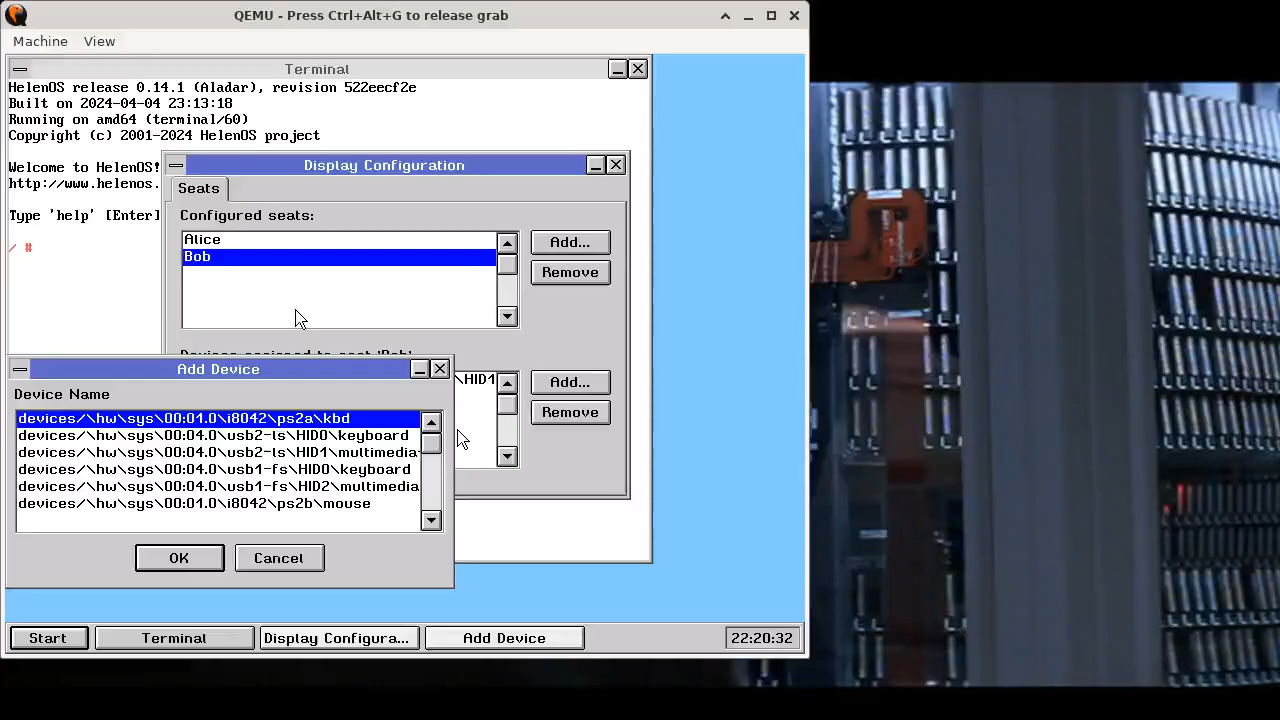 QEMU - Press Ctrl+Alt+G to release grab
Machine View
Terminal
HelenOS release 0.14.1 (Aladar), revision 522eecf2e
Built on 2024-04-04 23:13:18
Running on amd64 (terminal/60)
Copyright (c) 2001-2024 HelenOS project
Welcome to HelenOS!
http://www.helenos.
Type 'help' [Enter]
/ #
Display Configuration
Seats
Configured seats:
Alice
Bob
Add...
Remove
Devices assigned to seat 'Bob':
\HID1
Add...
Remove
Add Device
Device Name
devices/\hw\sys\00:01.0\i8042\ps2a\kbd
devices/\hw\sys\00:04.0\usb2-ls\HID0\keyboard
devices/\hw\sys\00:04.0\usb2-ls\HID1\multimedia
devices/\hw\sys\00:04.0\usb1-fs\HID0\keyboard
devices/\hw\sys\00:04.0\usb1-fs\HID2\multimedia
devices/\hw\sys\00:01.0\i8042\ps2b\mouse
OK Cancel
Start Terminal Display Configura... Add Device 22:20:32